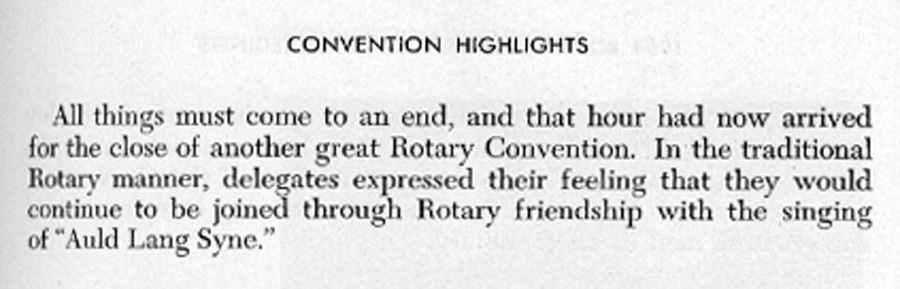 CONVENTION HIGHLIGHTS
All things must come to an end, and that hour had now arrived
for the close of another great Rotary Convention. In the traditional
Rotary manner, delegates expressed their feeling that they would
continue to be joined through Rotary friendship with the singing
of "Auld Lang Syne."